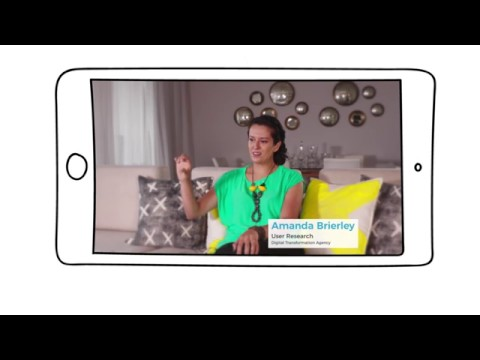 Amanda Brierley
User Research
Digital Transformation Agency